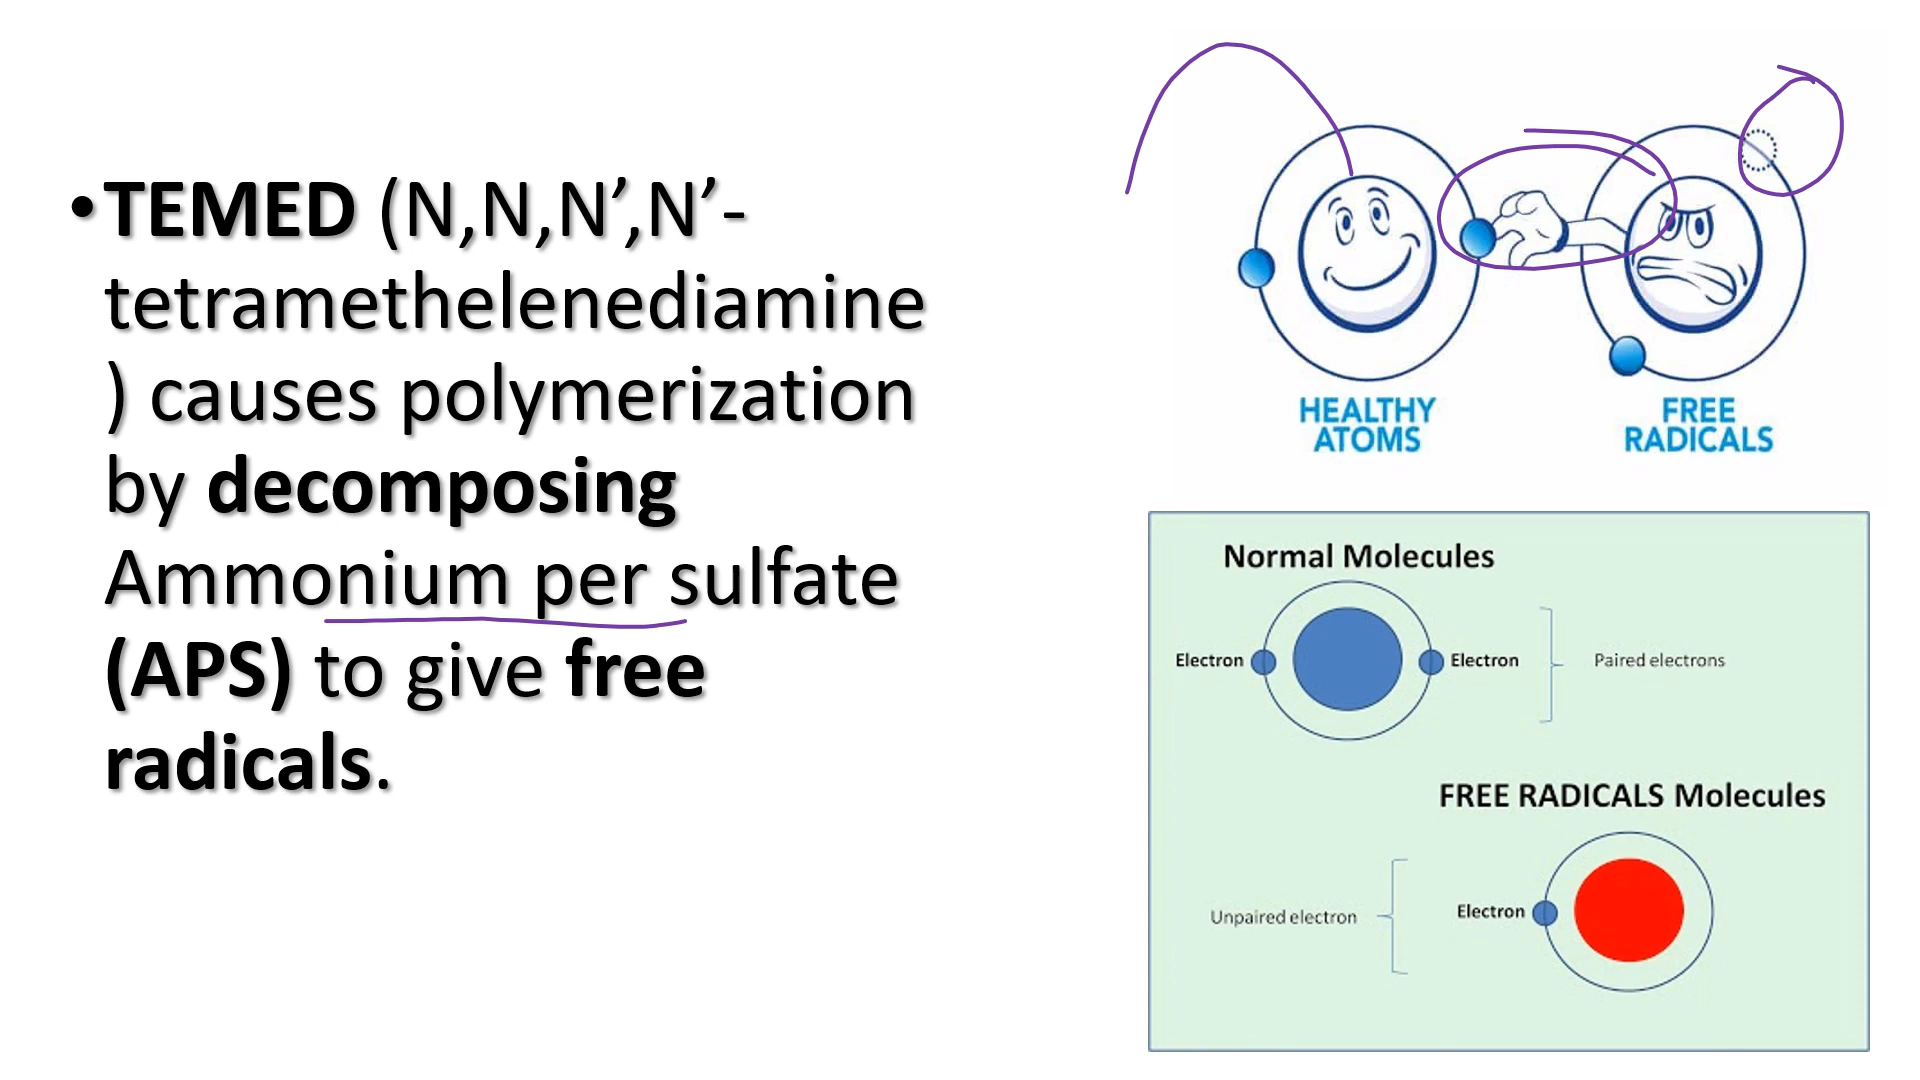 •TEMED (N,N,N’,N’-
tetramethelenediamine
) causes polymerization
by decomposing
Ammonium per sulfate
(APS) to give free
radicals.
HEALTHY
ATOMS
FREE
RADICALS
Normal Molecules
Electron
Electron
Paired electrons
FREE RADICALS Molecules
Unpaired electron
Electron